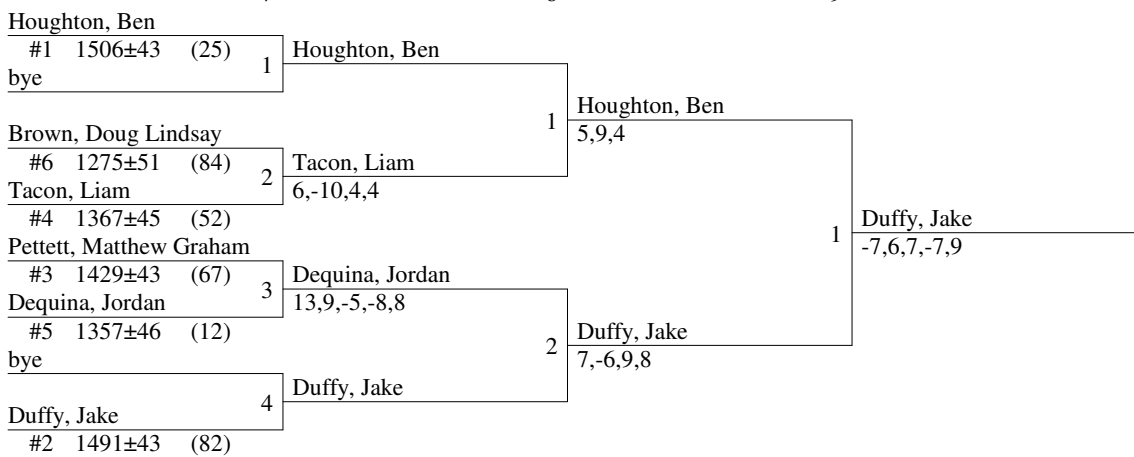 Houghton, Ben
#1 1506±43 (25)
bye
1
Houghton, Ben
Brown, Doug Lindsay
#6 1275±51 (84)
Tacon, Liam
#4 1367±45 (52)
2
Tacon, Liam
6,-10,4,4
1
Houghton, Ben
5,9,4
Pettett, Matthew Graham
#3 1429±43 (67)
Dequina, Jordan
#5 1357±46 (12)
3
Dequina, Jordan
13,9,-5,-8,8
bye
Duffy, Jake
#2 1491±43 (82)
4
Duffy, Jake
2
Duffy, Jake
7,-6,9,8
1
Duffy, Jake
-7,6,7,-7,9